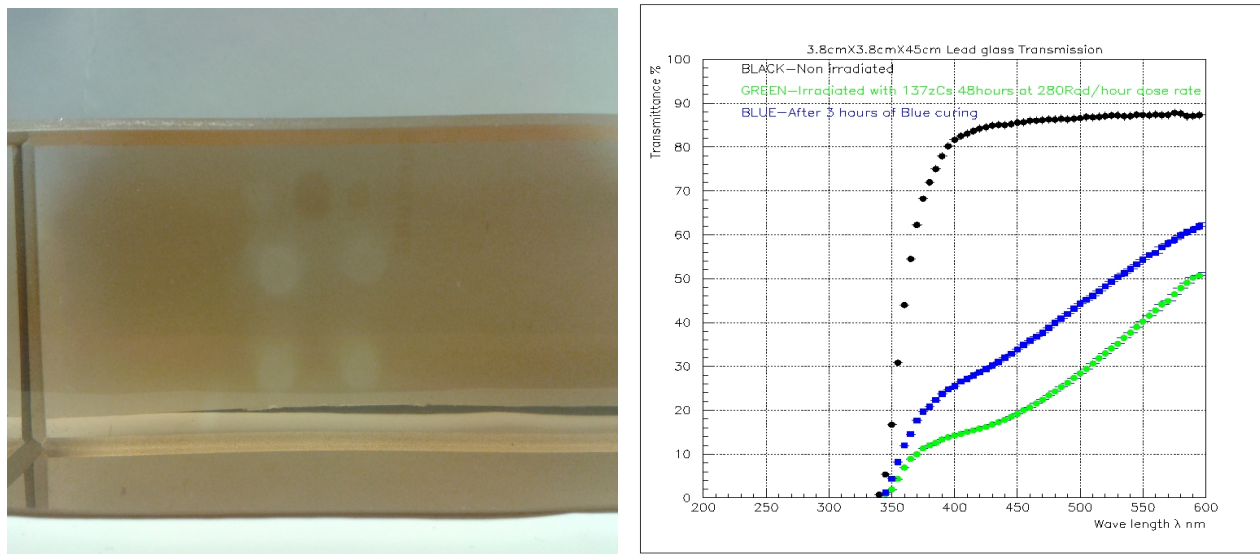 3.8cmX3.8cmX45cm Lead glass Transmission
BLACK—Non irradiated
GREEN—Irradiated with 137zCs 48hours at 280Rad/hour dose rate
BLUE—After 3 hours of Blue curing
Transmittance %
100
90
80
70
60
50
40
30
20
10
0
200 250 300 350 400 450 500 550 600
Wave length λ nm